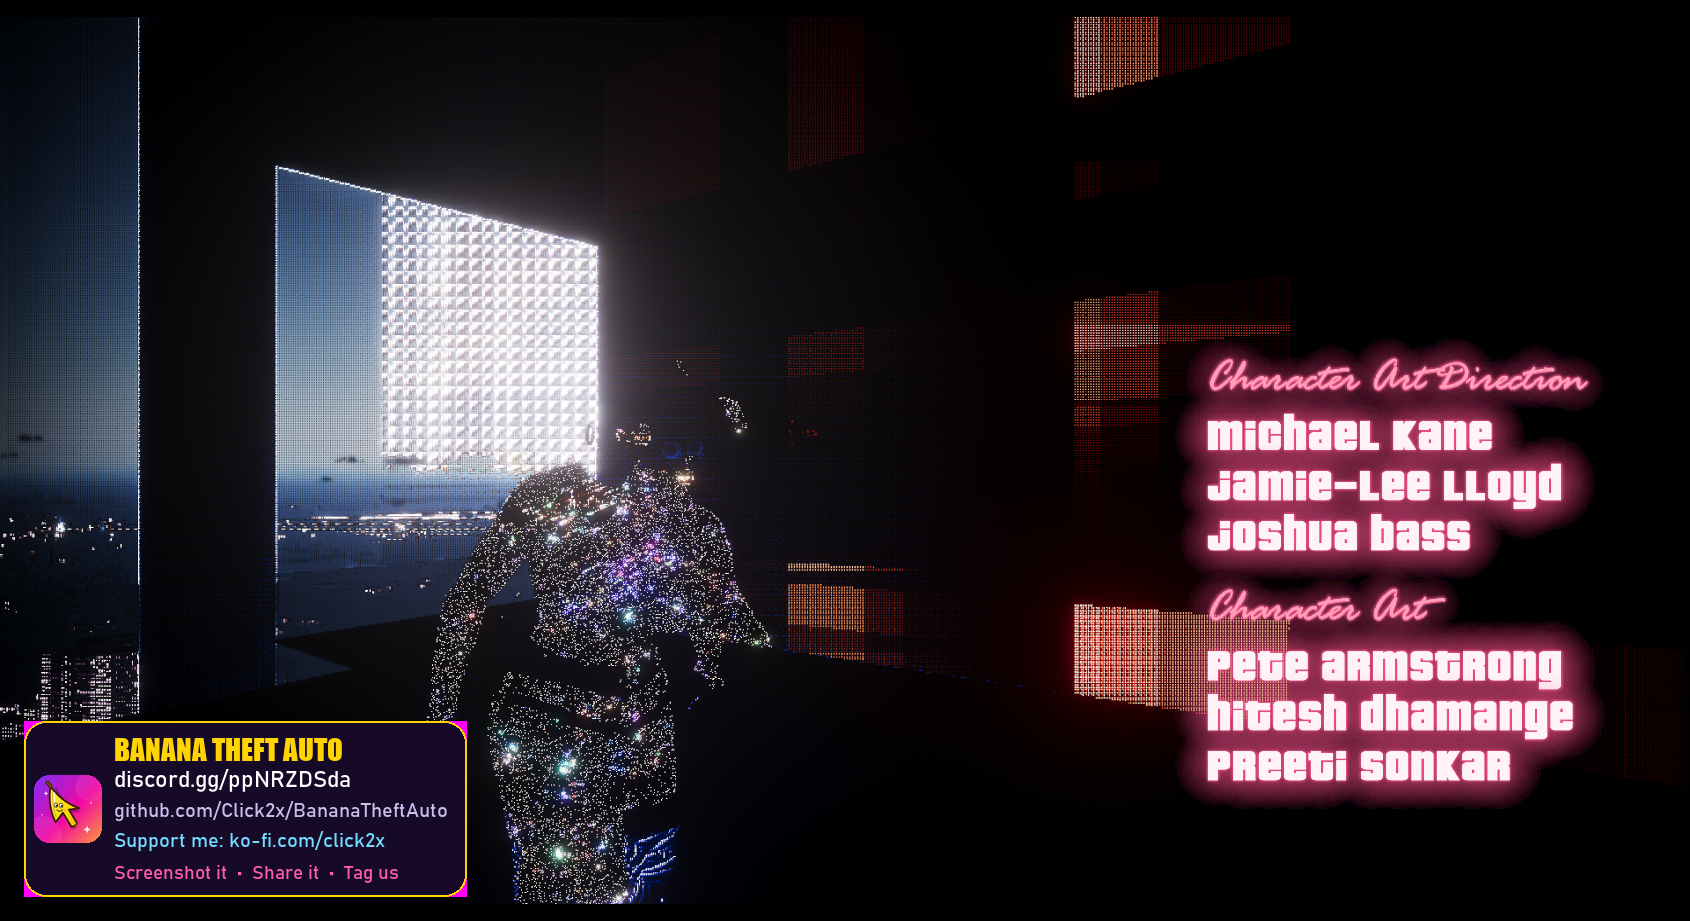 Character Art Direction
michael kane
jamie-lee lloyd
joshua bass
Character Art
pete armstrong
hitesh dhamange
preeti sonkar
BANANA THEFT AUTO
discord.gg/ppNRZDSda
github.com/Click2x/BananaTheftAuto
Support me: ko-fi.com/click2x
Screenshot it • Share it • Tag us